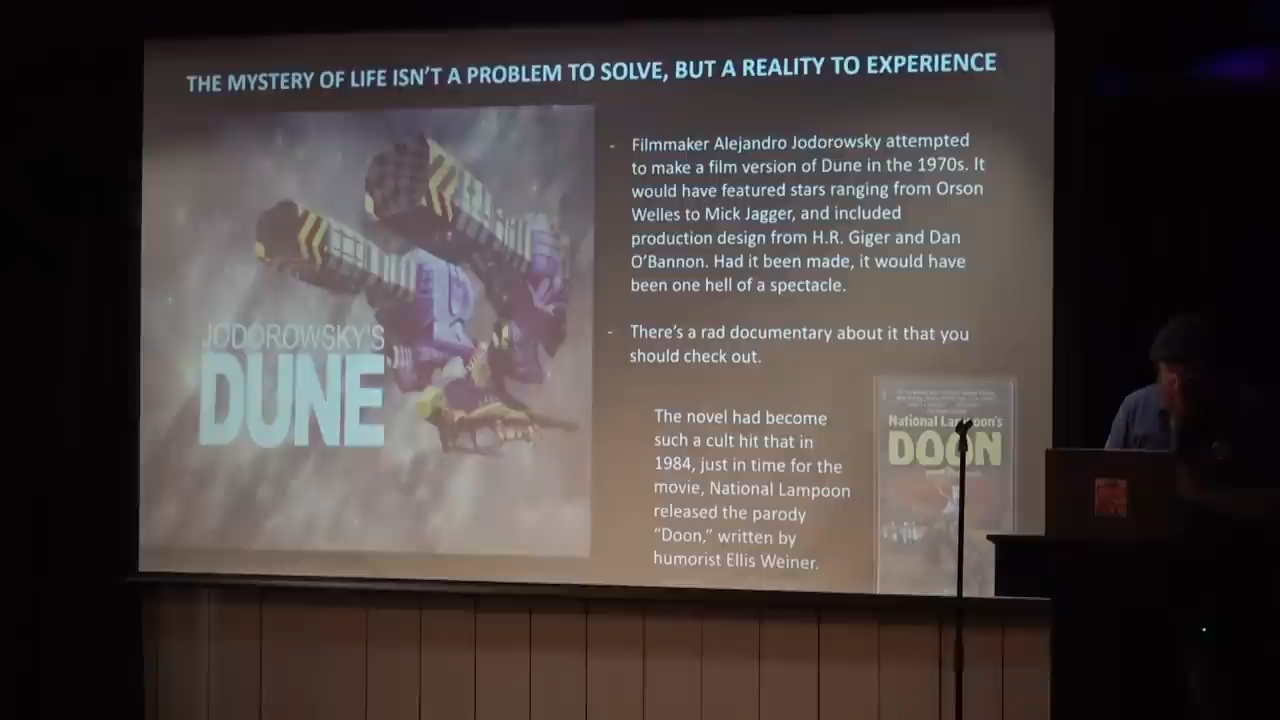 THE MYSTERY OF LIFE ISN'T A PROBLEM TO SOLVE, BUT A REALITY TO EXPERIENCE
JODOROWSKY'S
DUNE
- Filmmaker Alejandro Jodorowsky attempted
to make a film version of Dune in the 1970s. It
would have featured stars ranging from Orson
Welles to Mick Jagger, and included
production design from H.R. Giger and Dan
O'Bannon. Had it been made, it would have
been one hell of a spectacle.
- There's a rad documentary about it that you
should check out.
The novel had become
such a cult hit that in
1984, just in time for the
movie, National Lampoon
released the parody
"Doon," written by
humorist Ellis Weiner.
National Lampoon's
DOON